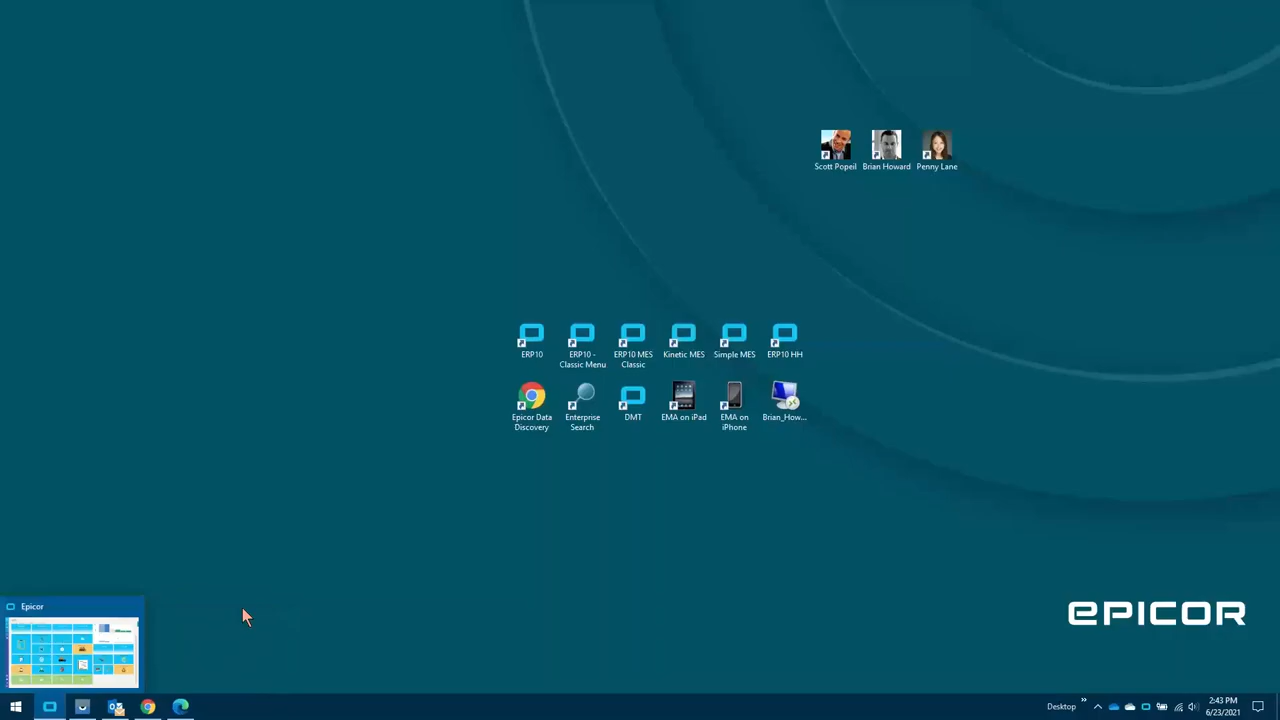 Scott Popeil
Brian Howard
Penny Lane
ERP10
ERP10 -
Classic Menu
ERP10 MES
Classic
Kinetic MES
Simple MES
ERP10 HH
Epicor Data
Discovery
Enterprise
Search
DMT
EMA on iPad
EMA on
iPhone
Brian_How...
Epicor
EPICOR
Desktop
2:43 PM
6/23/2021